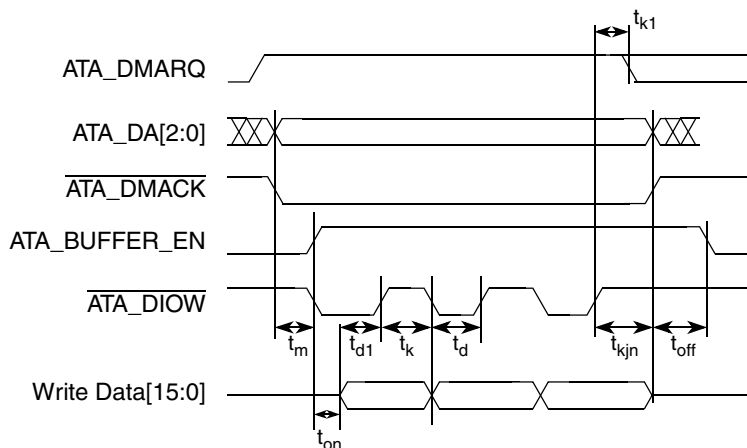 t_k1
ATA_DMARQ
ATA_DA[2:0]
ATA_DMACK
ATA_BUFFER_EN
ATA_DIOW
t_m t_d1 t_k t_d t_kjn t_off
Write Data[15:0]
t_on